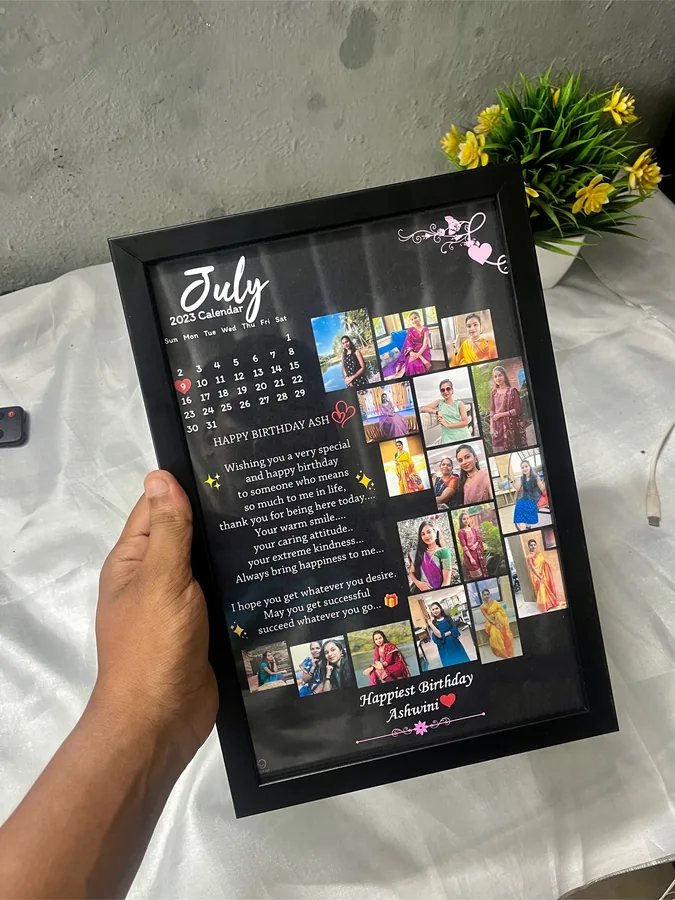 July
2023 Calendar
Sun Mon Tue Wed Thu Fri Sat
1
2 3 4 5 6 7 8
9 10 11 12 13 14 15
16 17 18 19 20 21 22
23 24 25 26 27 28 29
30 31
HAPPY BIRTHDAY ASH
Wishing you a very special
and happy birthday
to someone who means
so much to me in life,
thank you for being here today....
Your warm smile....
your caring attitude..
your extreme kindness...
Always bring happiness to me...
I hope you get whatever you desire.
May you get successful
succeed whatever you go...
Happiest Birthday
Ashwini